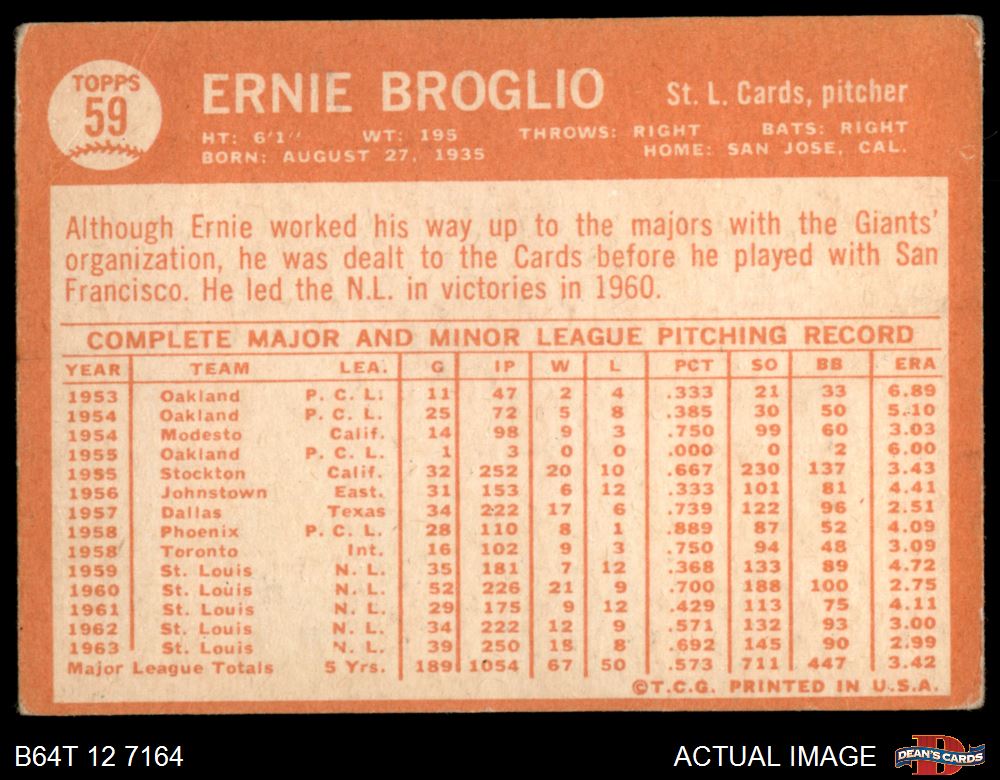 TOPPS
59
ERNIE BROGLIO St. L. Cards, pitcher
HT: 6'1" WT: 195 THROWS: RIGHT BATS: RIGHT
BORN: AUGUST 27, 1935 HOME: SAN JOSE, CAL.
Although Ernie worked his way up to the majors with the Giants'
organization, he was dealt to the Cards before he played with San
Francisco. He led the N.L. in victories in 1960.
COMPLETE MAJOR AND MINOR LEAGUE PITCHING RECORD
YEAR TEAM LEA. G IP W L PCT SO BB ERA
1953 Oakland P. C. L. 11 47 2 4 .333 21 33 6.89
1954 Oakland P. C. L. 25 72 5 8 .385 30 50 5.10
1954 Modesto Calif. 14 98 9 3 .750 99 60 3.03
1955 Oakland P. C. L. 1 3 0 0 .000 0 2 6.00
1955 Stockton Calif. 32 252 20 10 .667 230 137 3.43
1956 Johnstown East. 31 153 6 12 .333 101 81 4.41
1957 Dallas Texas 34 222 17 6 .739 122 96 2.51
1958 Phoenix P. C. L. 28 110 8 1 .889 87 52 4.09
1958 Toronto Int. 16 102 9 3 .750 94 48 3.09
1959 St. Louis N. L. 35 181 7 12 .368 133 89 4.72
1960 St. Louis N. L. 52 226 21 9 .700 188 100 2.75
1961 St. Louis N. L. 29 175 9 12 .429 113 75 4.11
1962 St. Louis N. L. 34 222 12 9 .571 132 93 3.00
1963 St. Louis N. L. 39 250 18 8 .692 145 90 2.99
Major League Totals 5 Yrs. 189 1054 67 50 .573 711 447 3.42
©T.C.G. PRINTED IN U.S.A.
B64T 12 7164 ACTUAL IMAGE DEAN'S CARDS